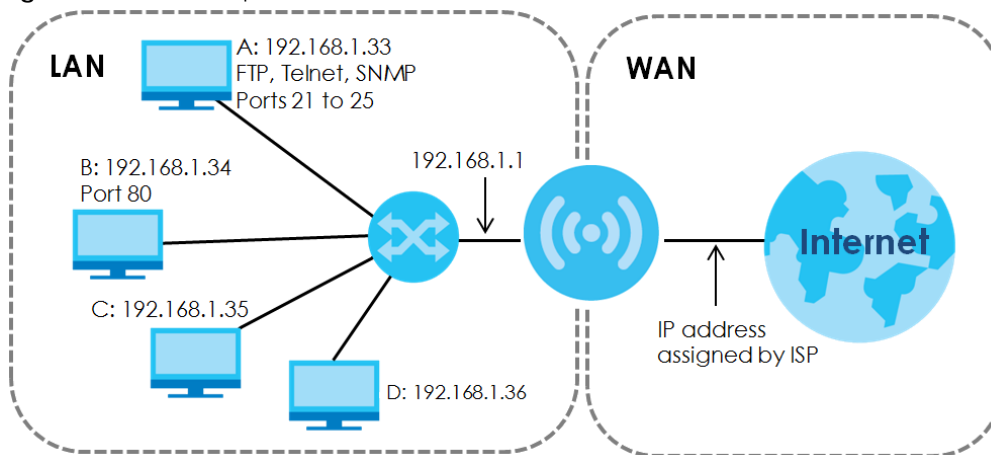 LAN
A: 192.168.1.33
FTP, Telnet, SNMP
Ports 21 to 25
B: 192.168.1.34
Port 80
C: 192.168.1.35
D: 192.168.1.36
192.168.1.1
WAN
Internet
IP address
assigned by ISP